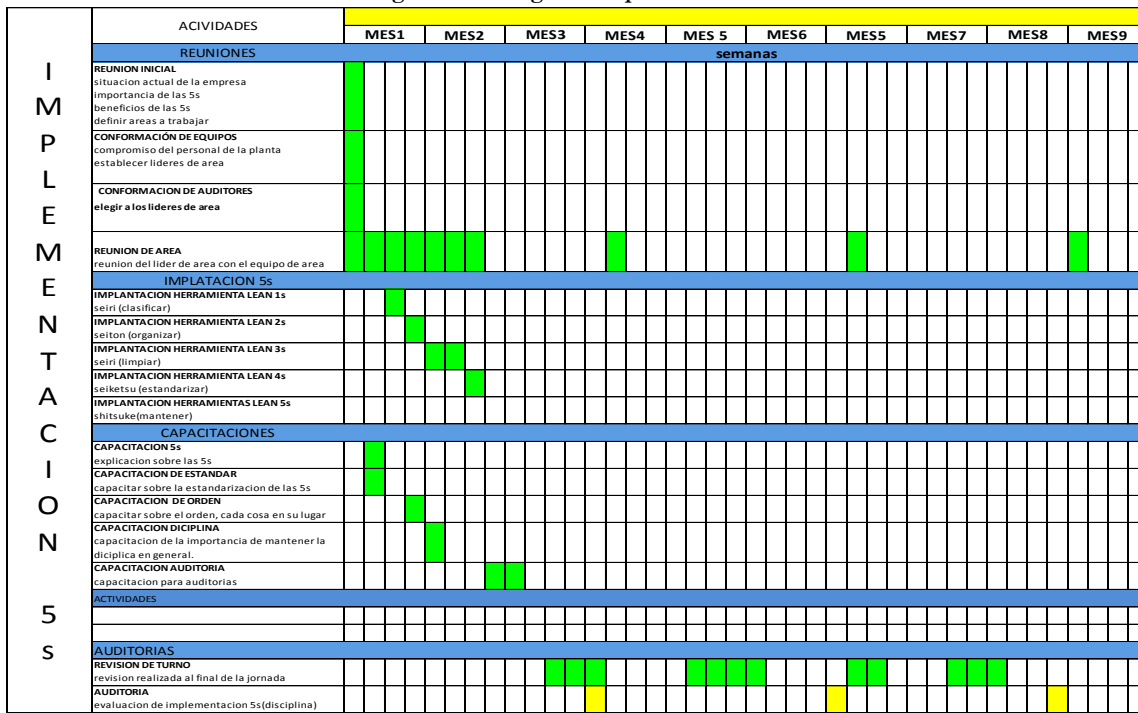 ACIVIDADES
MES1 MES2 MES3 MES4 MES 5 MES6 MES5 MES7 MES8 MES9
REUNIONES semanas
REUNION INICIAL
situacion actual de la empresa
importancia de las 5s
beneficios de las 5s
definir areas a trabajar
CONFORMACIÓN DE EQUIPOS
compromiso del personal de la planta
establecer lideres de area
CONFORMACION DE AUDITORES
elegir a los lideres de area
REUNION DE AREA
reunion del lider de area con el equipo de area
IMPLATACION 5s
IMPLANTACION HERRAMIENTA LEAN 1s
seiri (clasificar)
IMPLANTACION HERRAMIENTA LEAN 2s
seiton (organizar)
IMPLANTACION HERRAMIENTA LEAN 3s
seiri (limpiar)
IMPLANTACION HERRAMIENTA LEAN 4s
seiketsu (estandarizar)
IMPLANTACION HERRAMIENTAS LEAN 5s
shitsuke(mantener)
CAPACITACIONES
CAPACITACION 5s
explicacion sobre las 5s
CAPACITACION DE ESTANDAR
capacitar sobre la estandarizacion de las 5s
CAPACITACION DE ORDEN
capacitar sobre el orden, cada cosa en su lugar
CAPACITACION DICIPLINA
capacitacion de la importancia de mantener la
diciplica en general.
CAPACITACION AUDITORIA
capacitacion para auditorias
ACTIVIDADES
AUDITORIAS
REVISION DE TURNO
revision realizada al final de la jornada
AUDITORIA
evaluacion de implementacion 5s(disciplina)
IMPLEMENTACION 5s